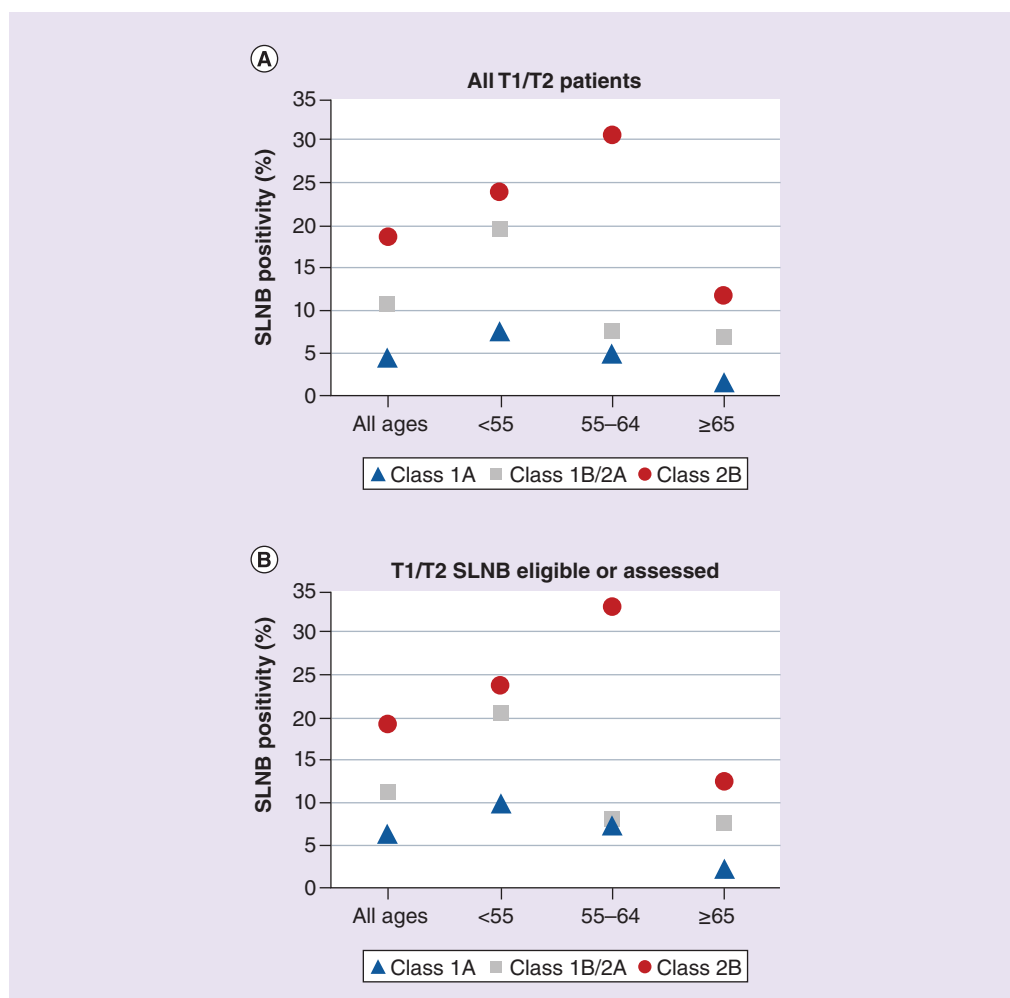 A
All T1/T2 patients
SLNB positivity (%)
35
30
25
20
15
10
5
0
All ages <55 55–64 ≥65
Class 1A Class 1B/2A Class 2B
B
T1/T2 SLNB eligible or assessed
SLNB positivity (%)
35
30
25
20
15
10
5
0
All ages <55 55–64 ≥65
Class 1A Class 1B/2A Class 2B